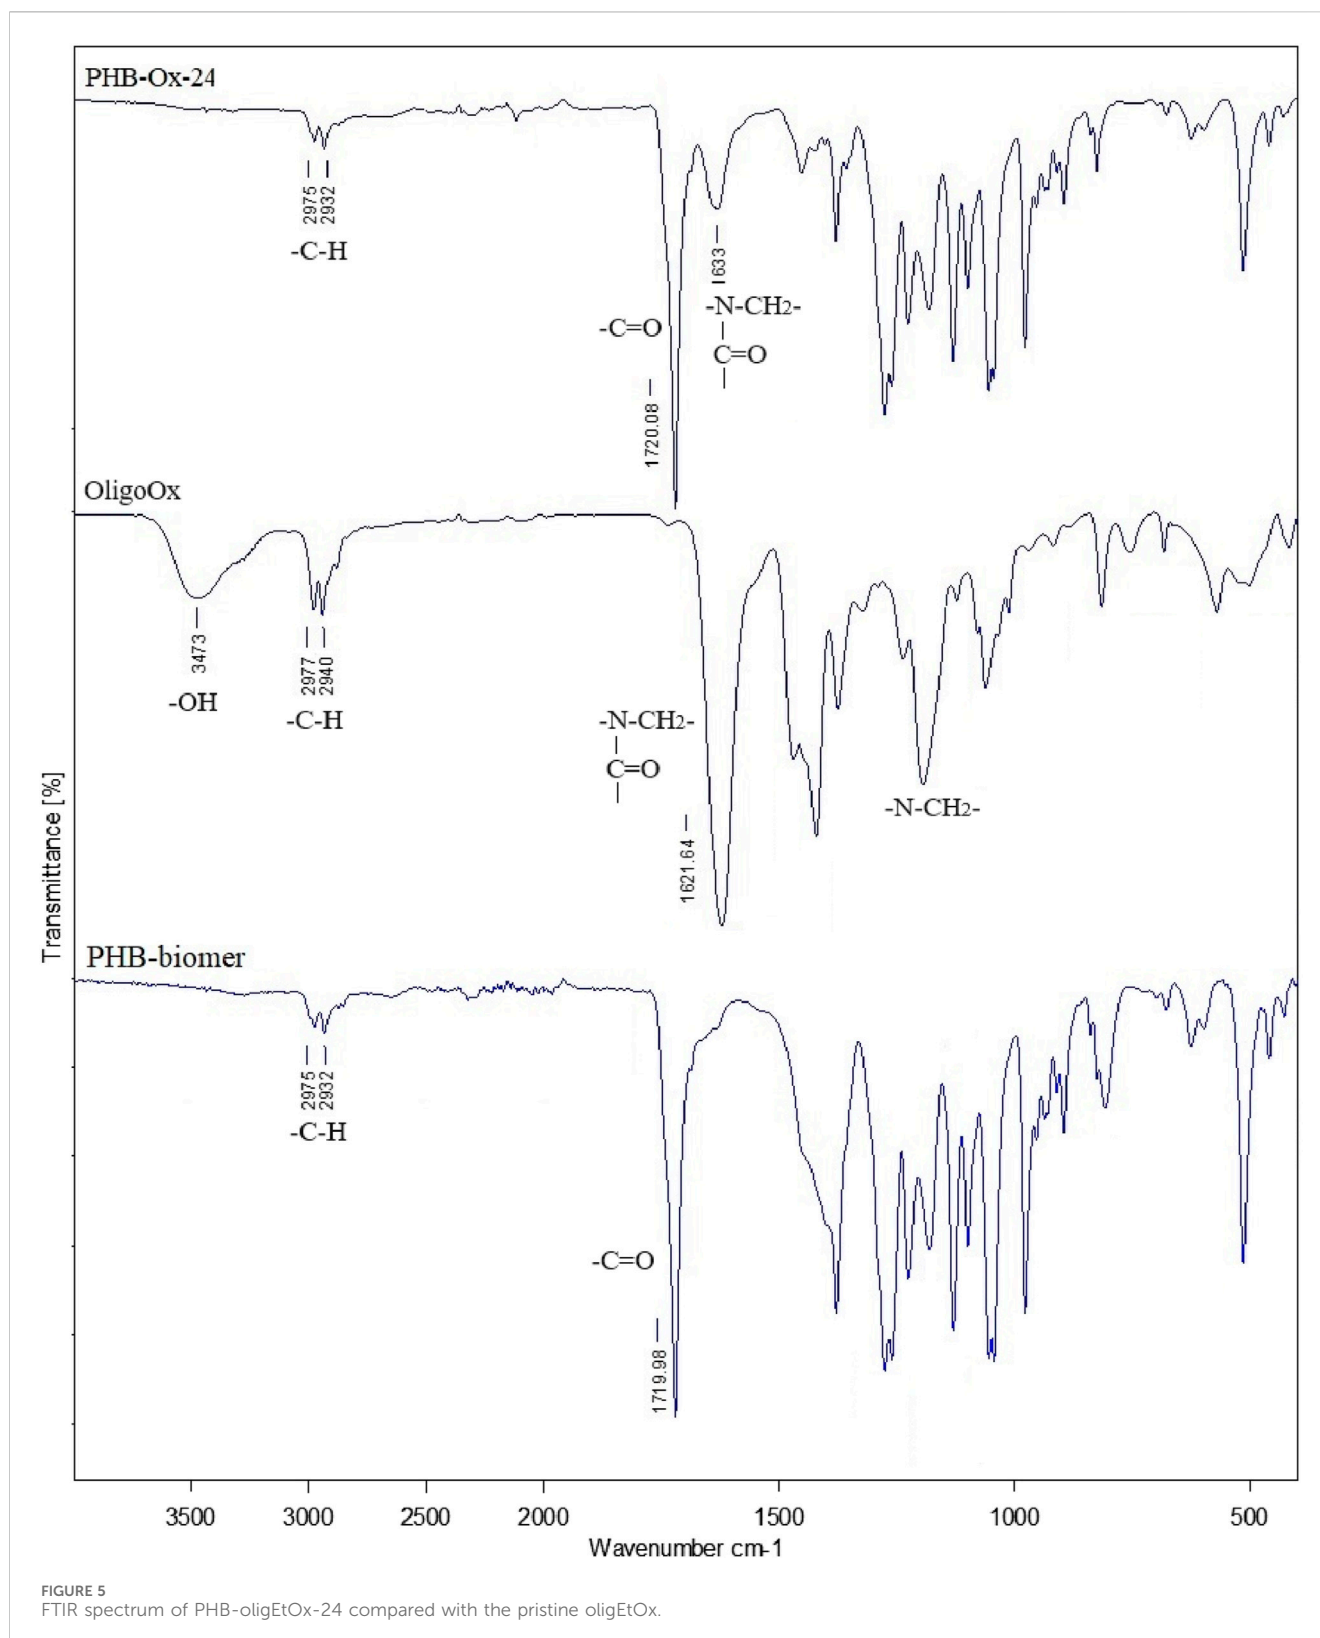 PHB-Ox-24
2975
2932
-C-H
1633
-N-CH2-
C=O
-C=O
1720.08
OligoOx
3473
-OH
2977
2940
-C-H
-N-CH2-
C=O
1621.64
-N-CH2-
PHB-biomer
2975
2932
-C-H
-C=O
1719.98
Transmittance [%]
3500 3000 2500 2000 1500 1000 500
Wavenumber cm-1
FIGURE 5
FTIR spectrum of PHB-oligEtOx-24 compared with the pristine oligEtOx.